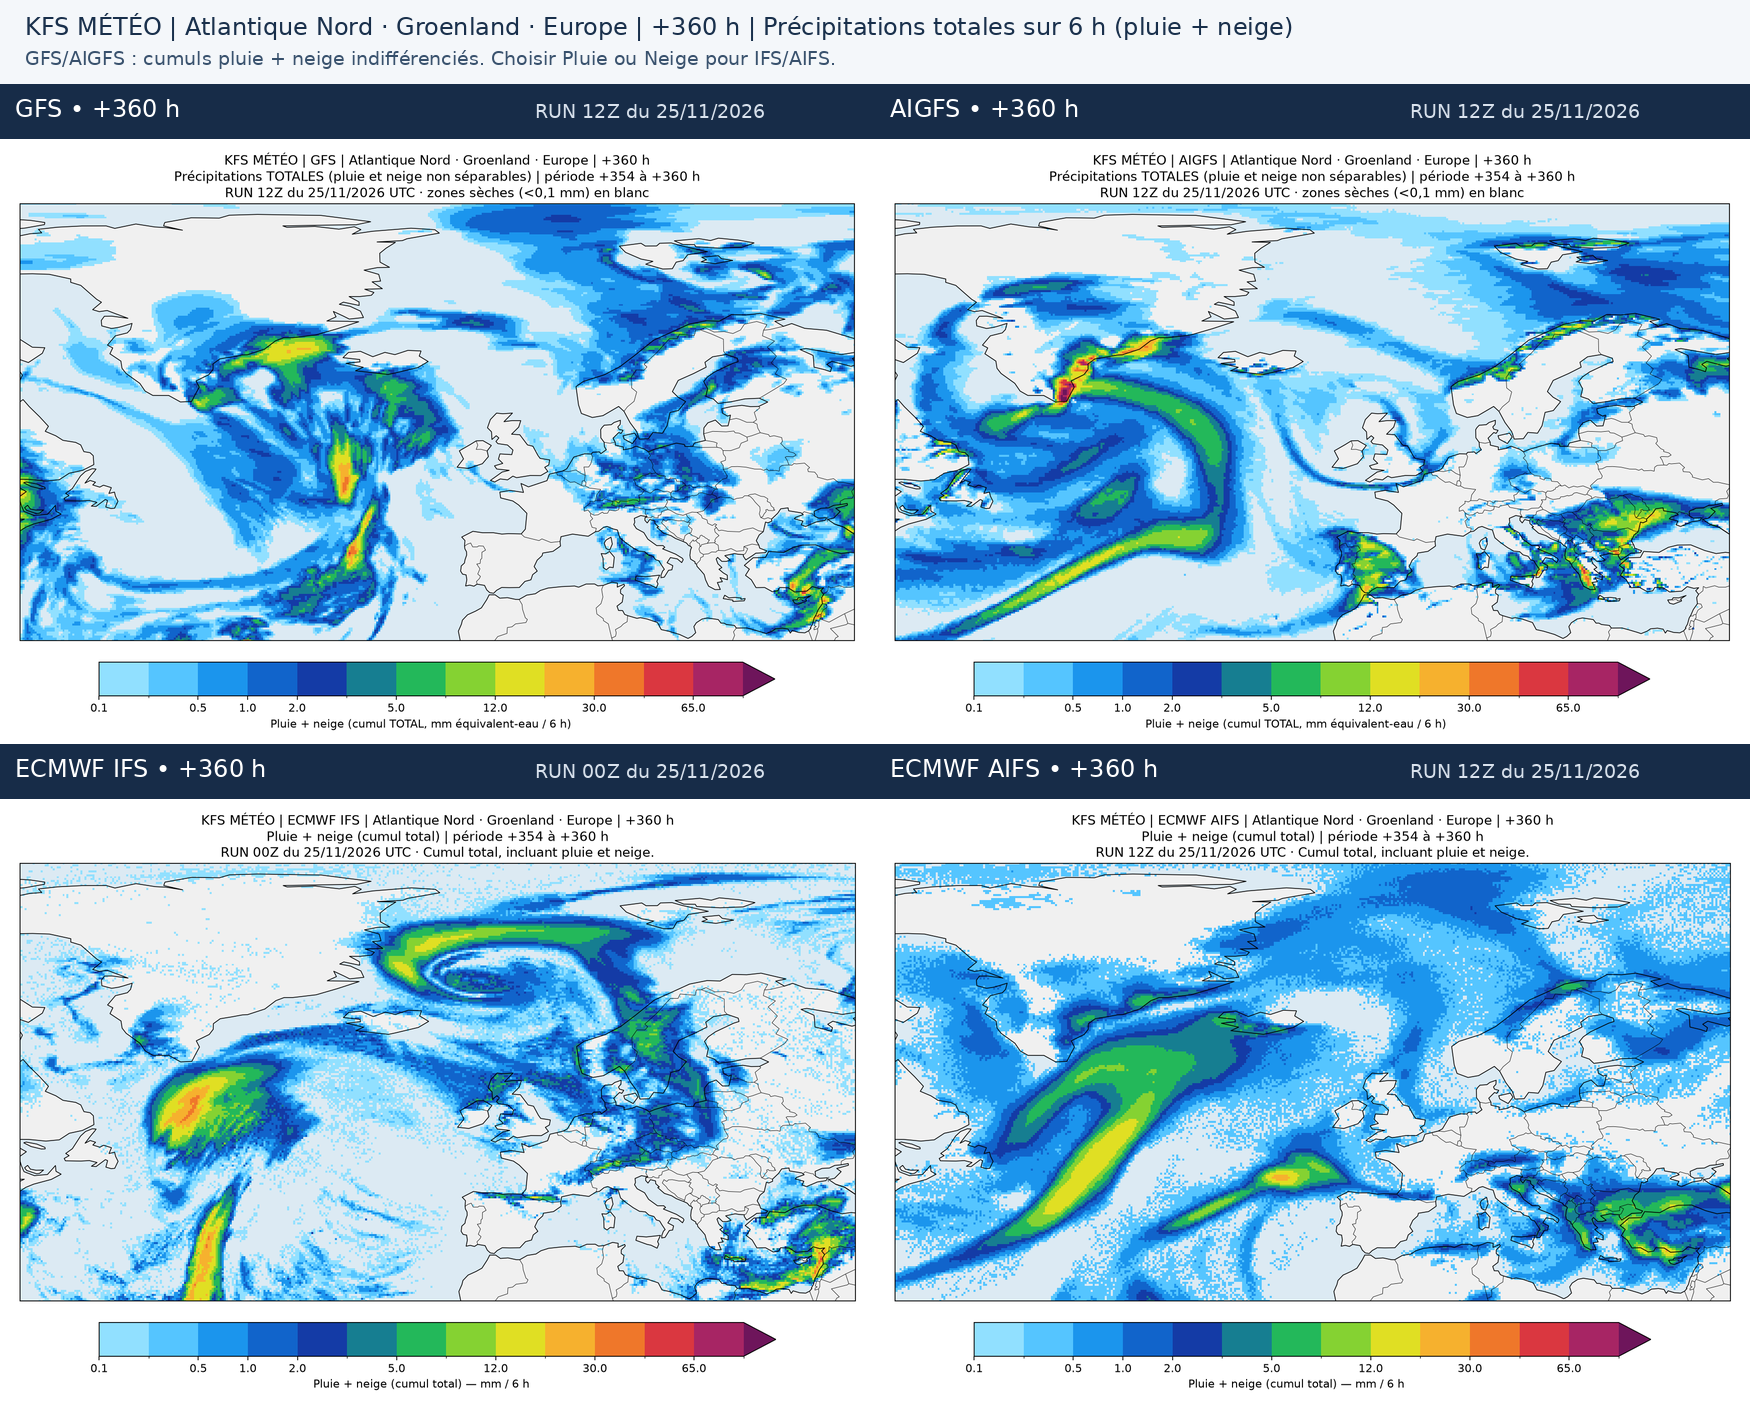 KFS MÉTÉO | Atlantique Nord · Groenland · Europe | +360 h | Précipitations totales sur 6 h (pluie + neige)
GFS/AIGFS : cumuls pluie + neige indifférenciés. Choisir Pluie ou Neige pour IFS/AIFS.
GFS • +360 h RUN 12Z du 25/11/2026
AIGFS • +360 h RUN 12Z du 25/11/2026
KFS MÉTÉO | GFS | Atlantique Nord · Groenland · Europe | +360 h
Précipitations TOTALES (pluie et neige non séparables) | période +354 à +360 h
RUN 12Z du 25/11/2026 UTC · zones sèches (<0,1 mm) en blanc
KFS MÉTÉO | AIGFS | Atlantique Nord · Groenland · Europe | +360 h
Précipitations TOTALES (pluie et neige non séparables) | période +354 à +360 h
RUN 12Z du 25/11/2026 UTC · zones sèches (<0,1 mm) en blanc
0.1 0.5 1.0 2.0 5.0 12.0 30.0 65.0
Pluie + neige (cumul TOTAL, mm équivalent-eau / 6 h)
0.1 0.5 1.0 2.0 5.0 12.0 30.0 65.0
Pluie + neige (cumul TOTAL, mm équivalent-eau / 6 h)
ECMWF IFS • +360 h RUN 00Z du 25/11/2026
ECMWF AIFS • +360 h RUN 12Z du 25/11/2026
KFS MÉTÉO | ECMWF IFS | Atlantique Nord · Groenland · Europe | +360 h
Pluie + neige (cumul total) | période +354 à +360 h
RUN 00Z du 25/11/2026 UTC · Cumul total, incluant pluie et neige.
KFS MÉTÉO | ECMWF AIFS | Atlantique Nord · Groenland · Europe | +360 h
Pluie + neige (cumul total) | période +354 à +360 h
RUN 12Z du 25/11/2026 UTC · Cumul total, incluant pluie et neige.
0.1 0.5 1.0 2.0 5.0 12.0 30.0 65.0
Pluie + neige (cumul total) — mm / 6 h
0.1 0.5 1.0 2.0 5.0 12.0 30.0 65.0
Pluie + neige (cumul total) — mm / 6 h